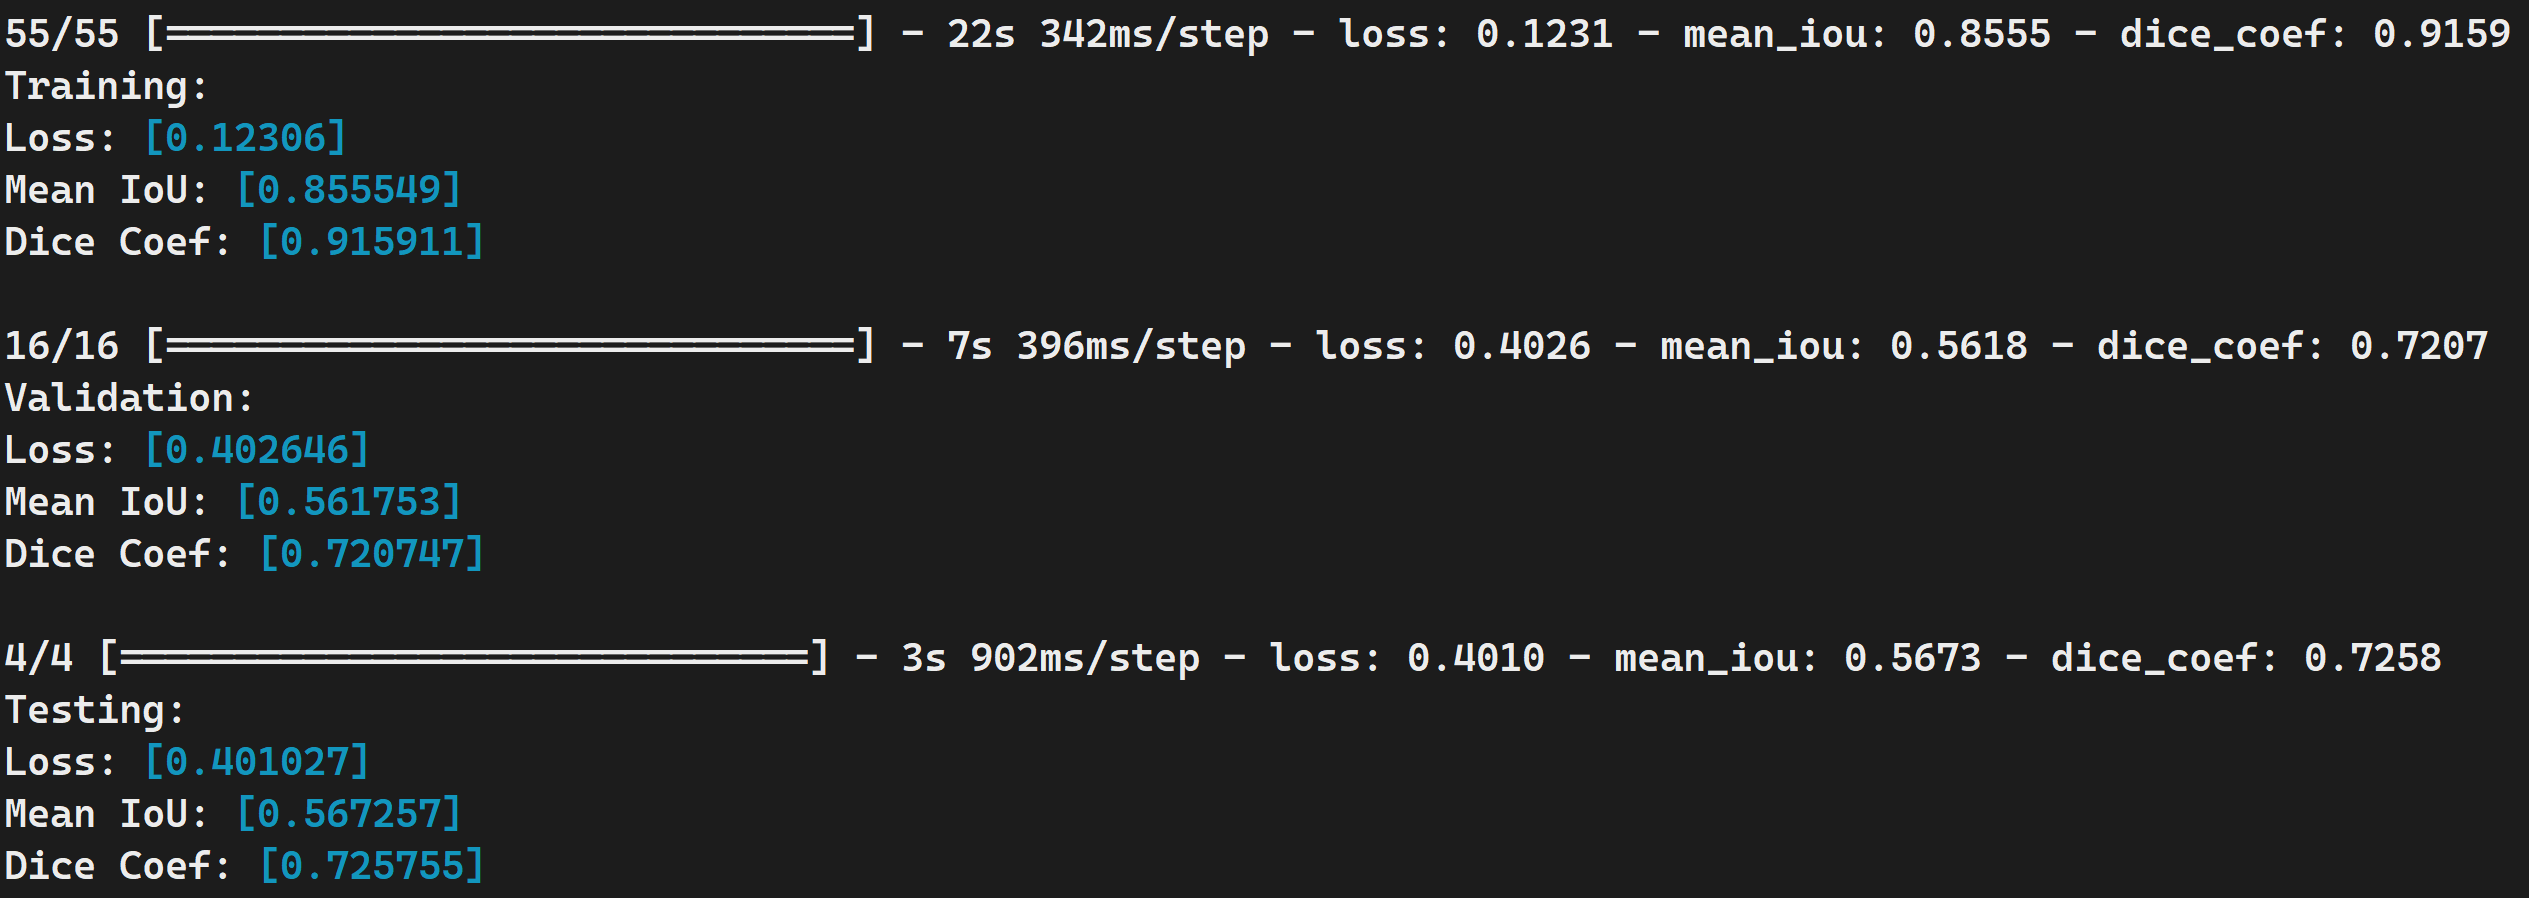 55/55 [==============================] - 22s 342ms/step - loss: 0.1231 - mean_iou: 0.8555 - dice_coef: 0.9159
Training:
Loss: [0.12306]
Mean IoU: [0.855549]
Dice Coef: [0.915911]
16/16 [==============================] - 7s 396ms/step - loss: 0.4026 - mean_iou: 0.5618 - dice_coef: 0.7207
Validation:
Loss: [0.402646]
Mean IoU: [0.561753]
Dice Coef: [0.720747]
4/4 [==============================] - 3s 902ms/step - loss: 0.4010 - mean_iou: 0.5673 - dice_coef: 0.7258
Testing:
Loss: [0.401027]
Mean IoU: [0.567257]
Dice Coef: [0.725755]